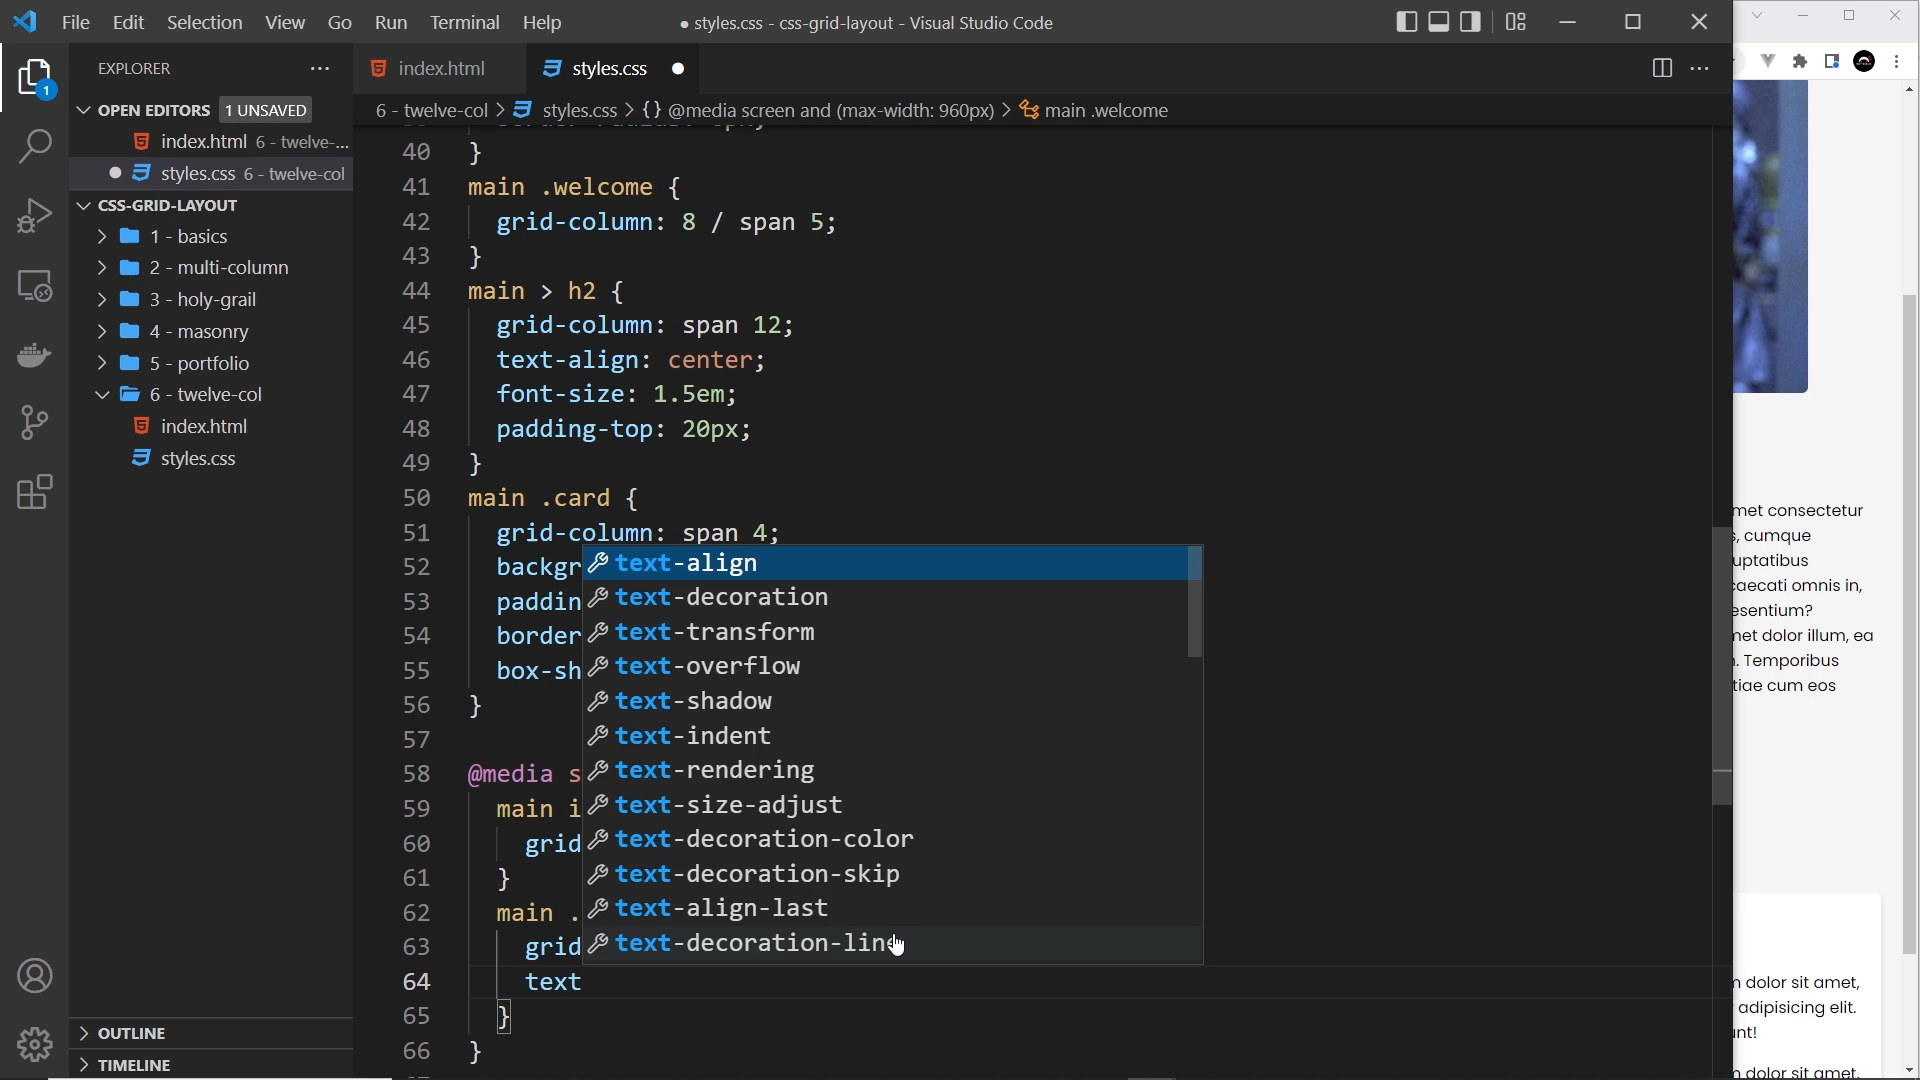 File Edit Selection View Go Run Terminal Help
● styles.css - css-grid-layout - Visual Studio Code
EXPLORER
index.html
styles.css
OPEN EDITORS 1 UNSAVED
index.html 6 - twelve-...
styles.css 6 - twelve-col
CSS-GRID-LAYOUT
1 - basics
2 - multi-column
3 - holy-grail
4 - masonry
5 - portfolio
6 - twelve-col
index.html
styles.css
OUTLINE
TIMELINE
1
6 - twelve-col > styles.css > {} @media screen and (max-width: 960px) > main .welcome
40 }
41 main .welcome {
42 grid-column: 8 / span 5;
43 }
44 main > h2 {
45 grid-column: span 12;
46 text-align: center;
47 font-size: 1.5em;
48 padding-top: 20px;
49 }
50 main .card {
51 grid-column: span 4;
52 backgr
53 paddin
54 border
55 box-sh
56 }
57
58 @media s
59 main i
60 grid
61 }
62 main .
63 grid
64 text
65 }
66 }
text-align
text-decoration
text-transform
text-overflow
text-shadow
text-indent
text-rendering
text-size-adjust
text-decoration-color
text-decoration-skip
text-align-last
text-decoration-line
met consectetur
, cumque
uptatibus
aecati omnis in,
esentium?
net dolor illum, ea
. Temporibus
tiae cum eos
dolor sit amet,
adipisicing elit.
nt!
dolor sit amet,